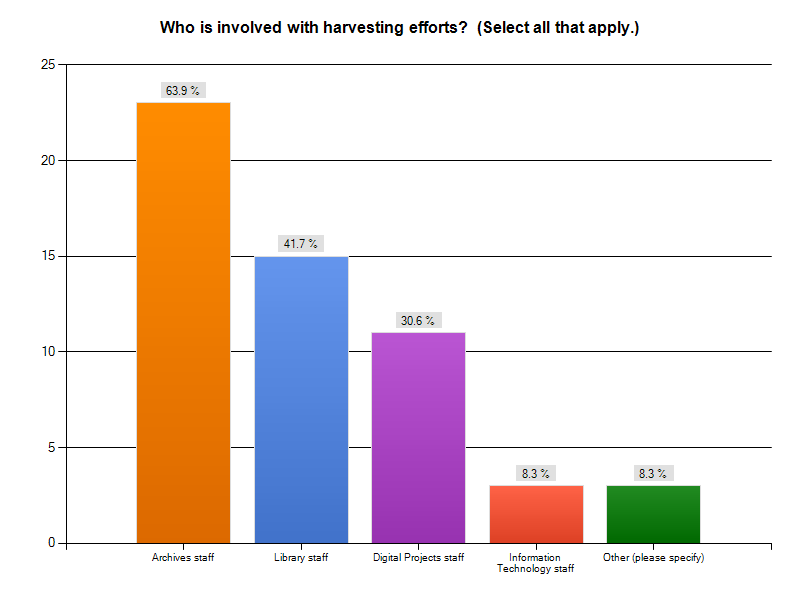 Who is involved with harvesting efforts?  (Select all that apply.)
25
20
15
10
5
0
63.9 %
41.7 %
30.6 %
8.3 %
8.3 %
Archives staff
Library staff
Digital Projects staff
Information
Technology staff
Other (please specify)